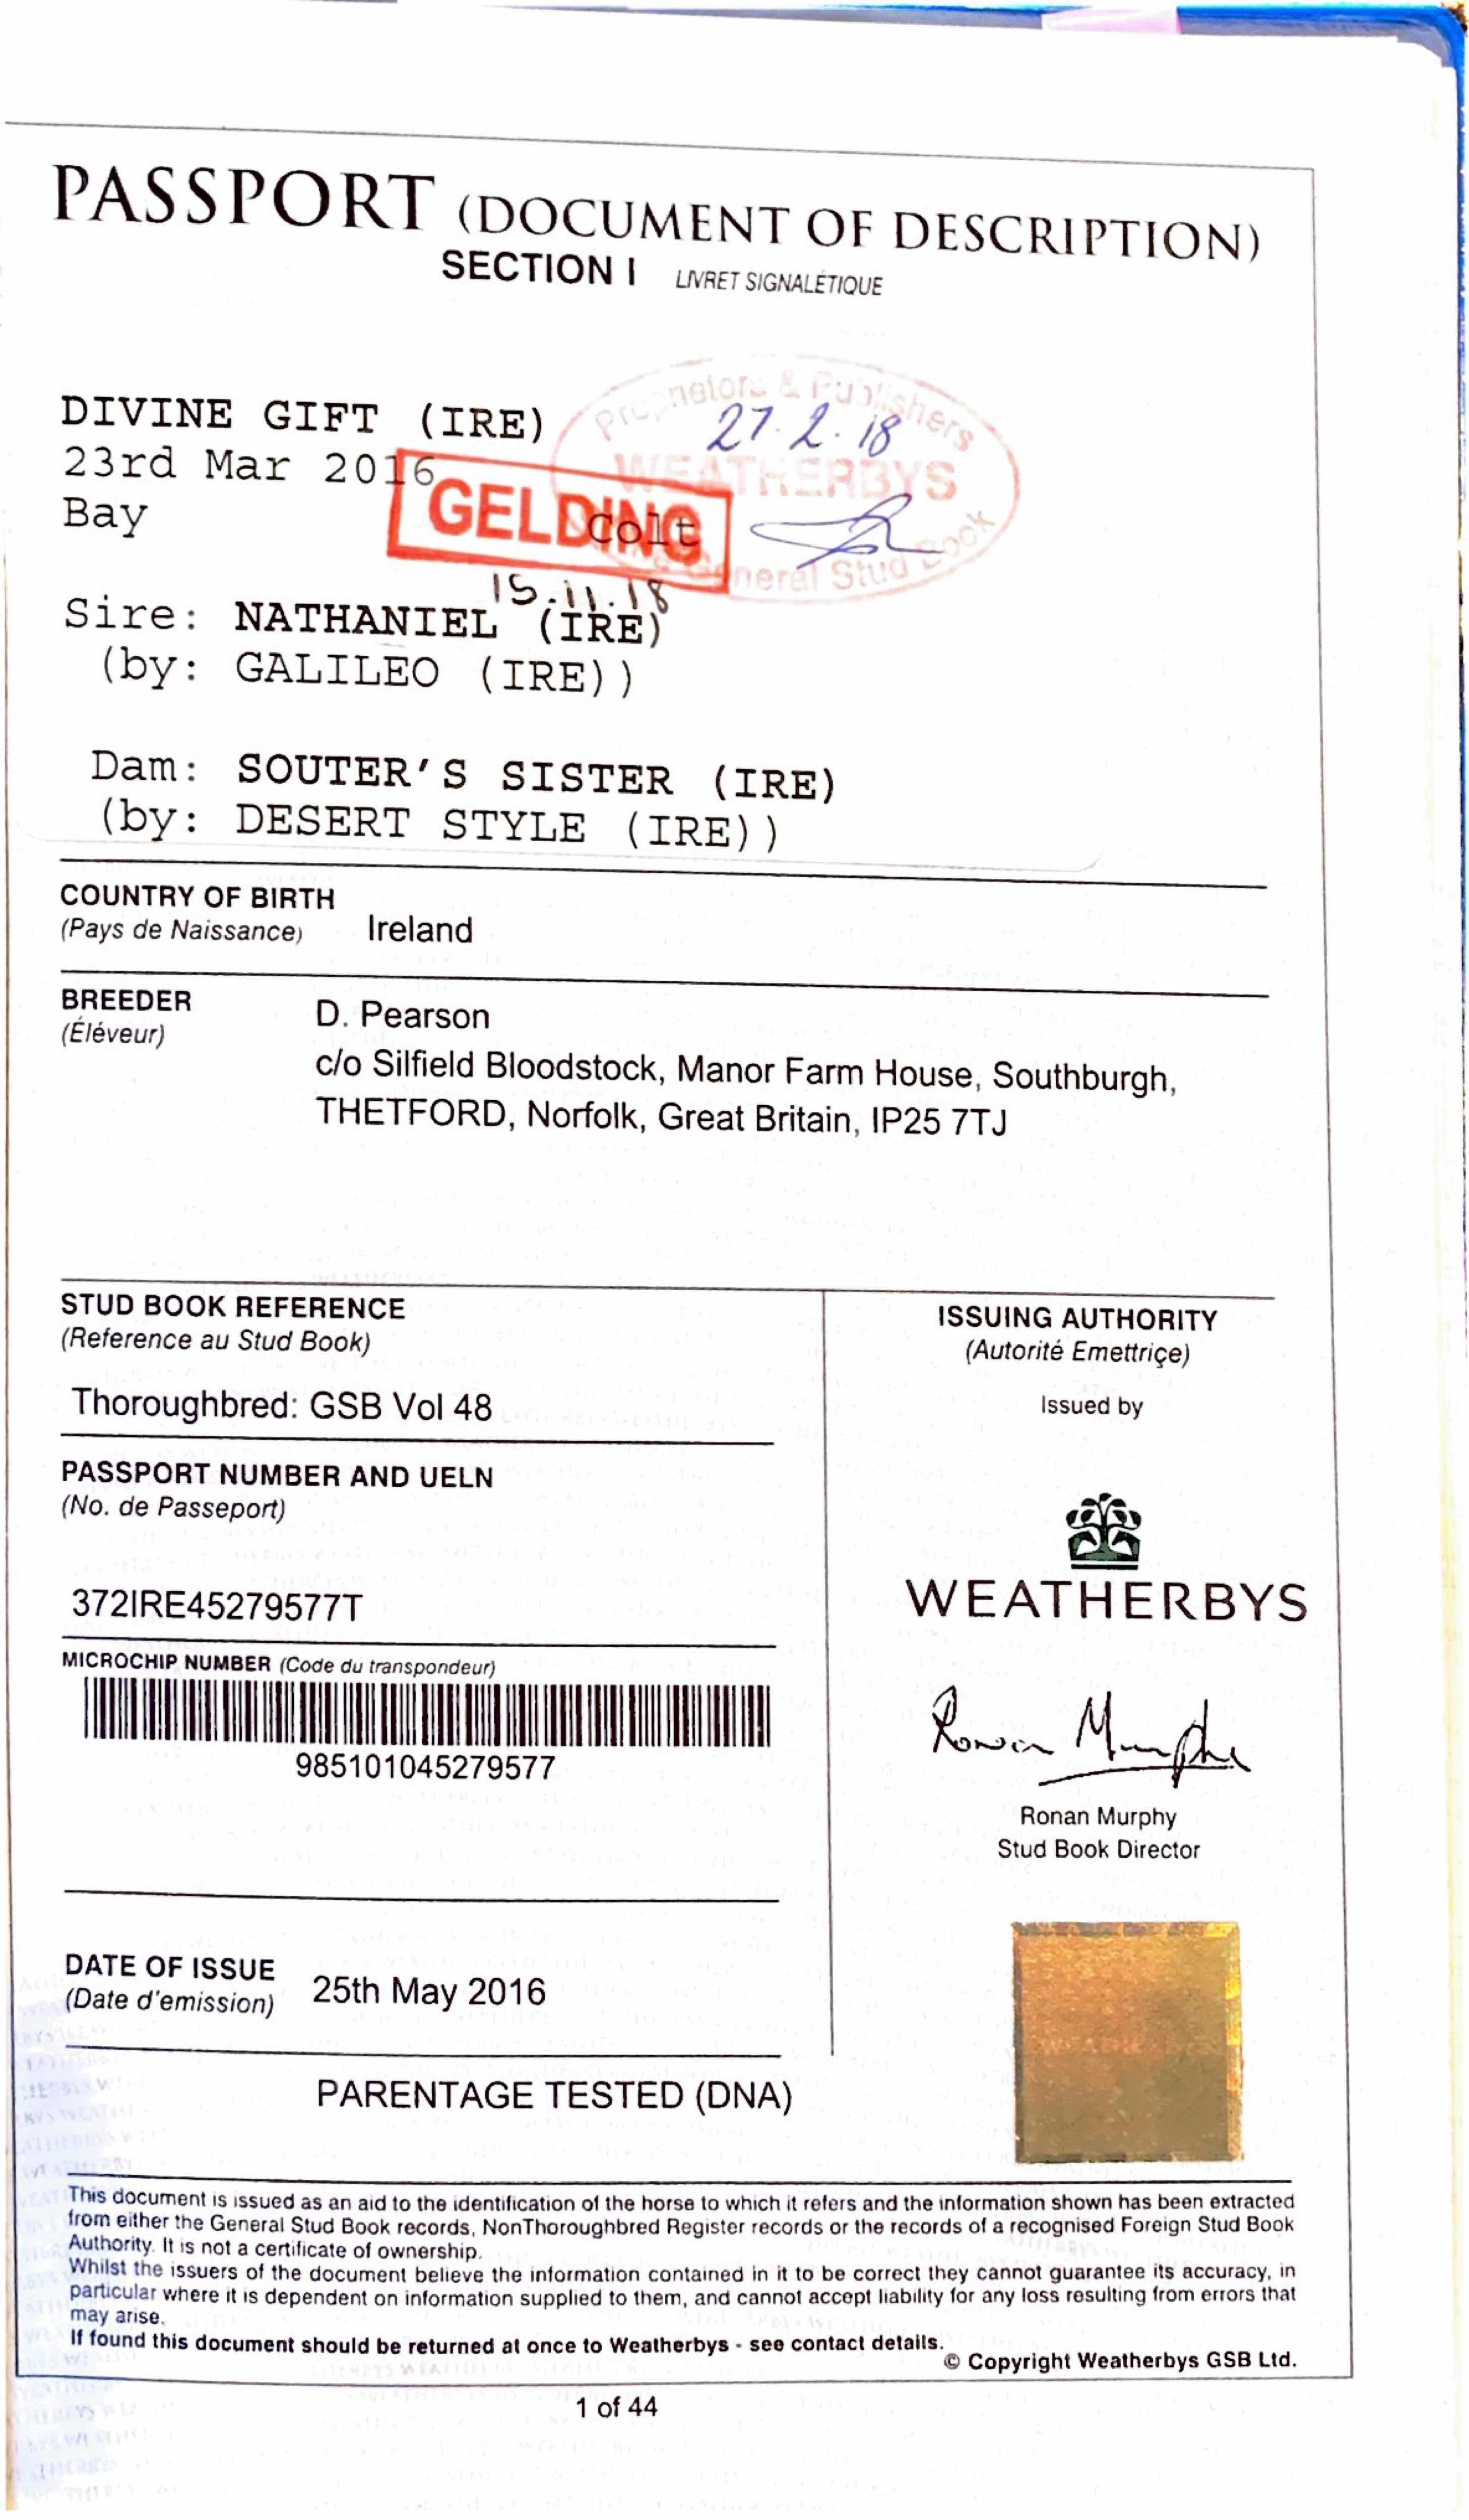 PASSPORT (DOCUMENT OF DESCRIPTION)
SECTION I LIVRET SIGNALÉTIQUE
Proprietors & Publishers
WEATHERBYS
General Stud Book
27.2.18
DIVINE GIFT (IRE)
23rd Mar 2016
Bay Colt
GELDING
15.11.18
Sire: NATHANIEL (IRE)
(by: GALILEO (IRE))
Dam: SOUTER'S SISTER (IRE)
(by: DESERT STYLE (IRE))
COUNTRY OF BIRTH
(Pays de Naissance) Ireland
BREEDER
(Éléveur)
D. Pearson
c/o Silfield Bloodstock, Manor Farm House, Southburgh,
THETFORD, Norfolk, Great Britain, IP25 7TJ
STUD BOOK REFERENCE
(Reference au Stud Book)
Thoroughbred: GSB Vol 48
PASSPORT NUMBER AND UELN
(No. de Passeport)
372IRE45279577T
MICROCHIP NUMBER (Code du transpondeur)
985101045279577
DATE OF ISSUE
(Date d'emission) 25th May 2016
ISSUING AUTHORITY
(Autorité Emettriçe)
Issued by
WEATHERBYS
Ronan Murphy
Ronan Murphy
Stud Book Director
PARENTAGE TESTED (DNA)
This document is issued as an aid to the identification of the horse to which it refers and the information shown has been extracted
from either the General Stud Book records, NonThoroughbred Register records or the records of a recognised Foreign Stud Book
Authority. It is not a certificate of ownership.
Whilst the issuers of the document believe the information contained in it to be correct they cannot guarantee its accuracy, in
particular where it is dependent on information supplied to them, and cannot accept liability for any loss resulting from errors that
may arise.
If found this document should be returned at once to Weatherbys - see contact details.
© Copyright Weatherbys GSB Ltd.
1 of 44